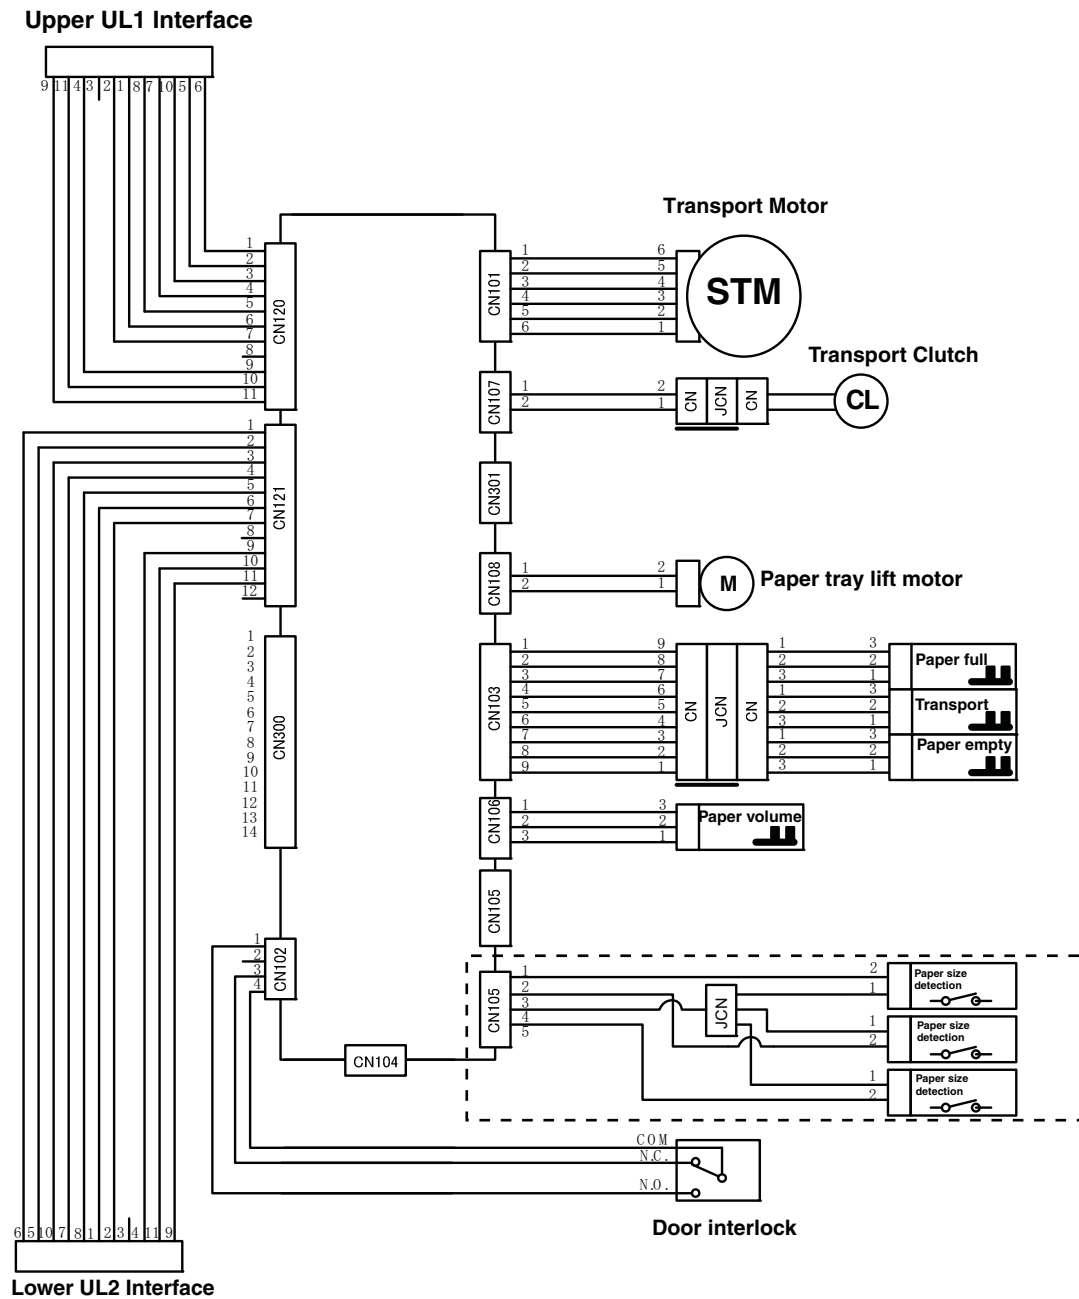 Upper UL1 Interface
9 11 4 3 2 1 8 7 10 5 6
Transport Motor
1
2
3
4
5
6
7
8
9
10
11
CN120
CN101
1
2
3
4
5
6
6
5
4
3
2
1
STM
Transport Clutch
CN107
1
2
2
1
CN
JCN
CN
CL
1
2
3
4
5
6
7
8
9
10
11
12
CN121
CN301
CN108
1
2
2
1
M
Paper tray lift motor
1
2
3
4
5
6
7
8
9
10
11
12
13
14
CN300
CN103
1
2
3
4
5
6
7
8
9
9
8
7
6
5
4
3
2
1
CN
JCN
CN
1
2
3
1
2
3
1
2
3
3
2
1
3
2
1
3
2
1
Paper full
Transport
Paper empty
CN106
1
2
3
3
2
1
Paper volume
CN105
1
2
3
4
CN102
CN105
1
2
3
4
5
JCN
2
1
Paper size
detection
1
2
Paper size
detection
1
2
Paper size
detection
CN104
COM
N.C.
N.O.
Door interlock
6 5 10 7 8 1 2 3 4 11 9
Lower UL2 Interface